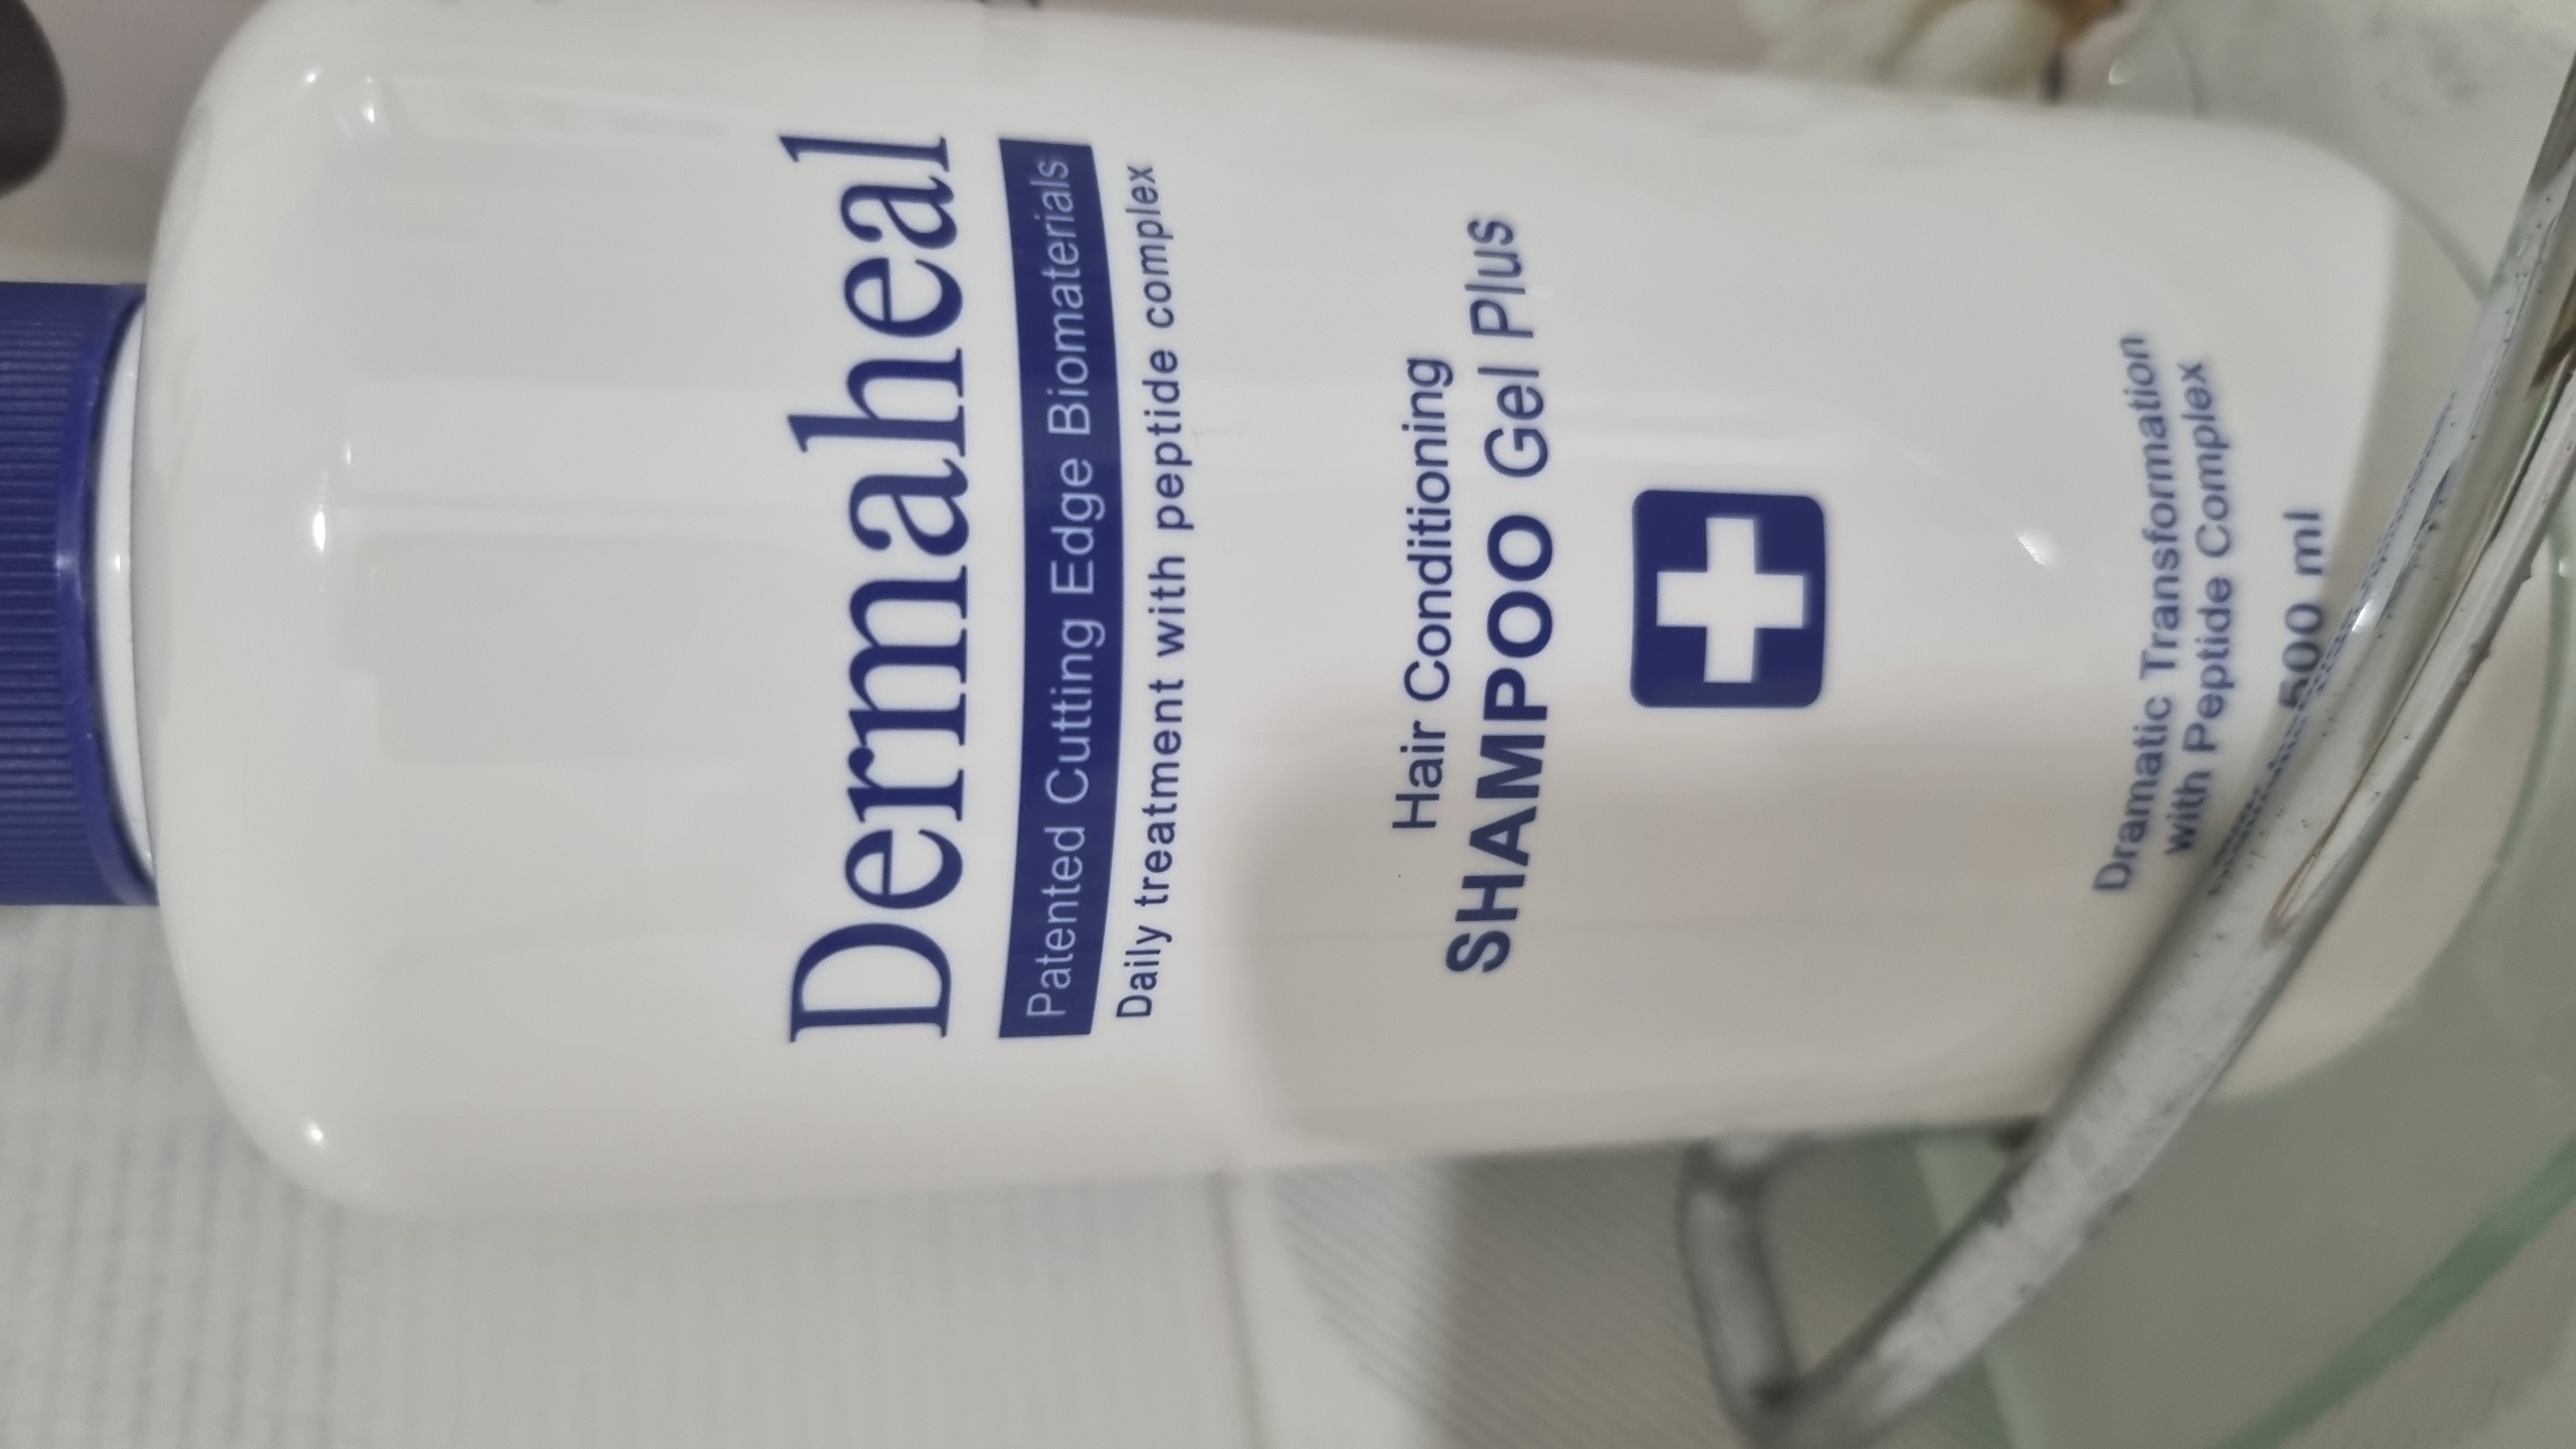 Dermaheal
Patented Cutting Edge Biomaterials
Daily treatment with peptide complex
Hair Conditioning
SHAMPOO Gel Plus
Dramatic Transformation
with Peptide Complex
500 ml